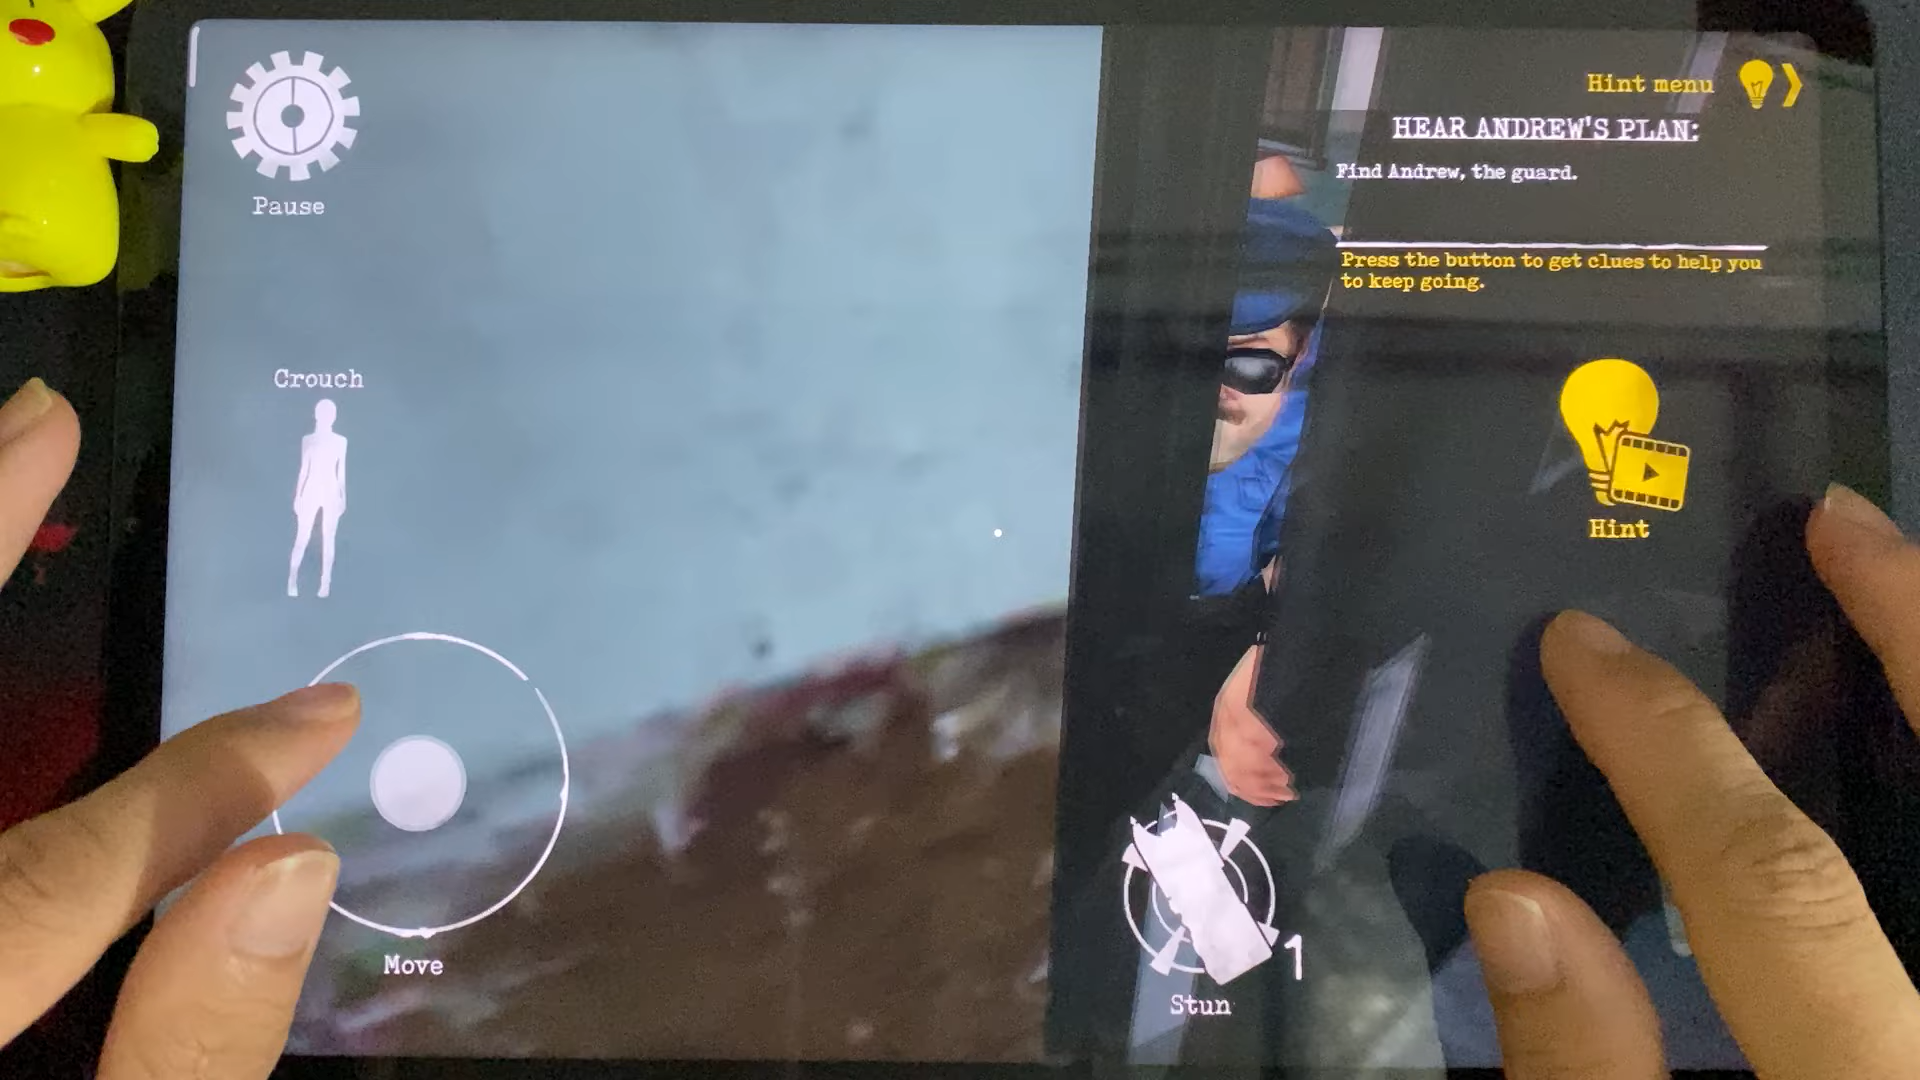 Pause
Hint menu
HEAR ANDREW'S PLAN:
Find Andrew, the guard.
Press the button to get clues to help you
to keep going.
Crouch
Hint
Move
1
Stun